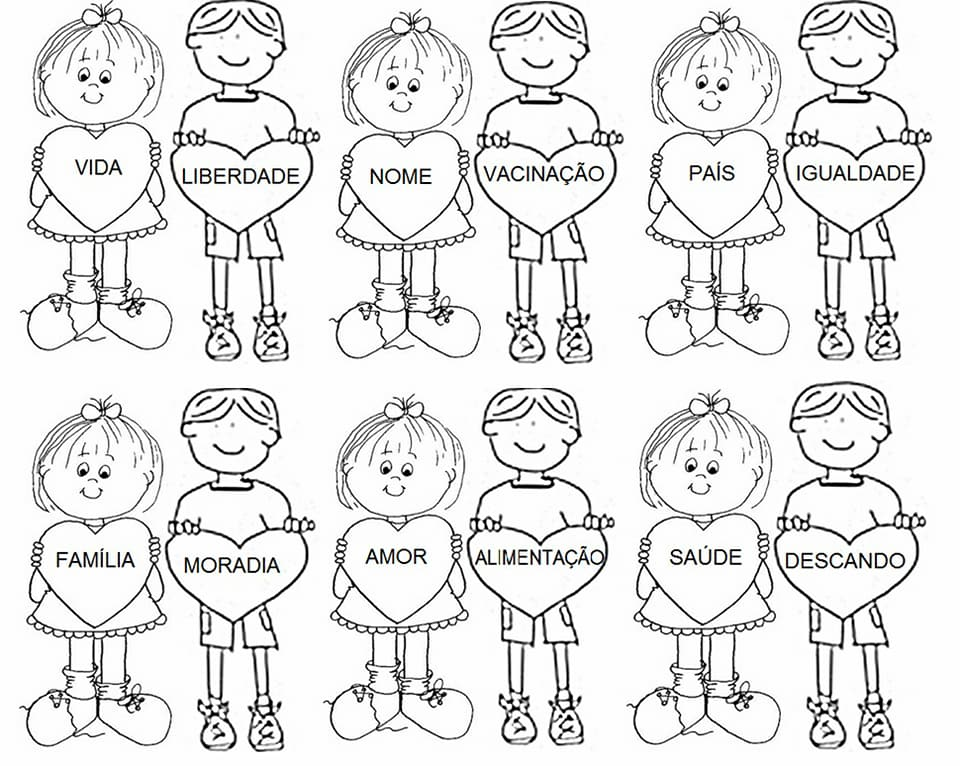 VIDA
LIBERDADE
NOME
VACINAÇÃO
PAÍS
IGUALDADE
FAMÍLIA
MORADIA
AMOR
ALIMENTAÇÃO
SAÚDE
DESCANDO